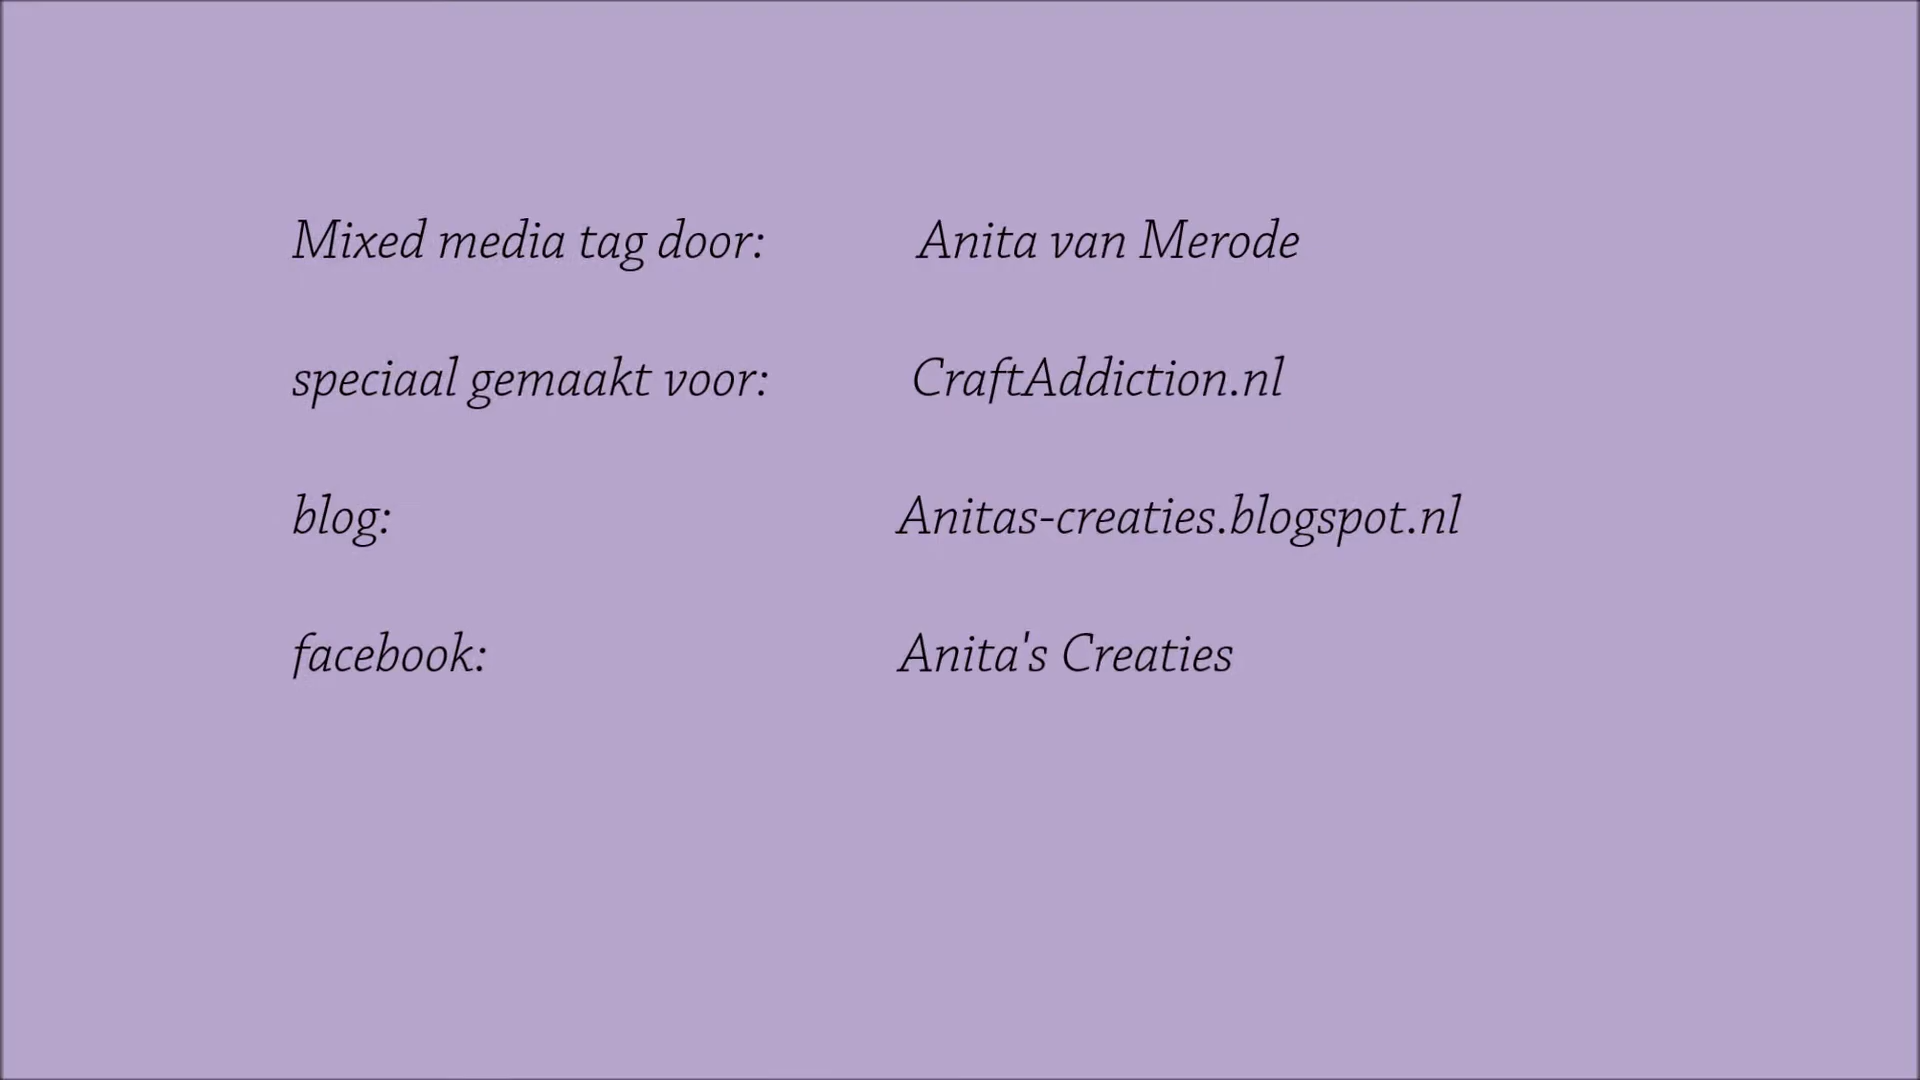 Mixed media tag door: Anita van Merode
speciaal gemaakt voor: CraftAddiction.nl
blog: Anitas-creaties.blogspot.nl
facebook: Anita's Creaties